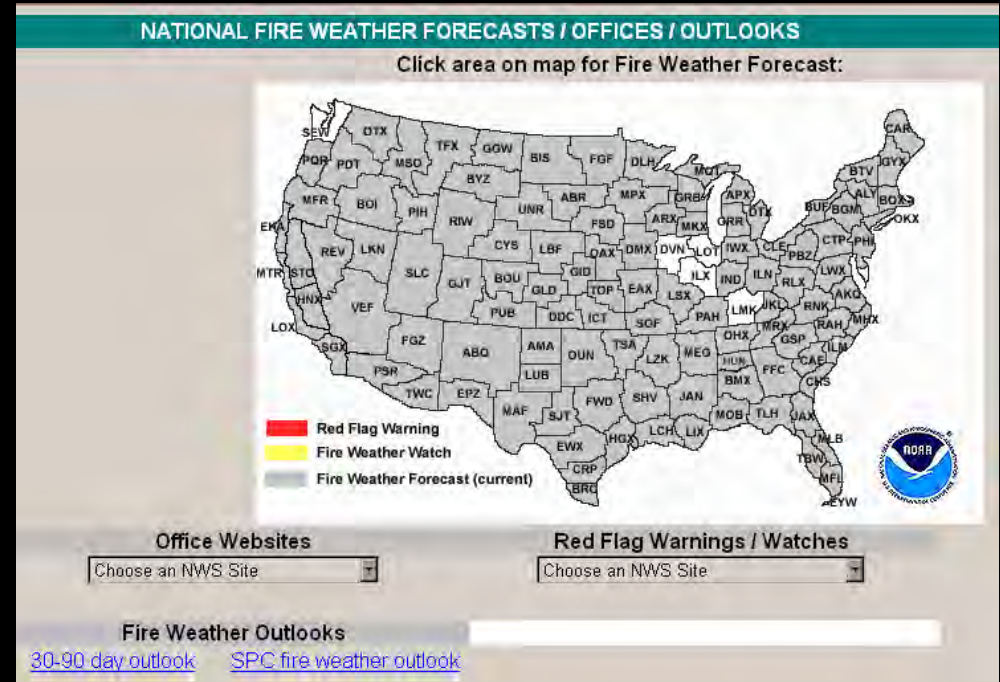 NATIONAL FIRE WEATHER FORECASTS / OFFICES / OUTLOOKS
Click area on map for Fire Weather Forecast:
SEW OTX TFX GGW BIS FGF DLH MQT CAR
PQR PDT MSO BYZ GRB APX BTV GYX
MFR BOI PIH RIW UNR ABR MPX ARX MKX GRR DTX BUF BGM ALY BOX OKX
EKA REV LKN SLC CYS LBF FSD OAX DMX DVN LOT IWX CLE PBZ CTP PHI
MTR STO GJT BOU GLD GID TOP EAX ILX IND ILN RLX LWX
HNX VEF PUB DDC ICT LSX SGF PAH LMK JKL RNK AKQ
LOX SGX FGZ ABQ AMA OUN TSA LZK MEG OHX MRX GSP RAH MHX
PSR TWC EPZ LUB HUN BMX FFC CAE ILM CHS
MAF SJT FWD SHV JAN MOB TLH JAX
EWX HGX LCH LIX MLB TBW
CRP BRO MFL EYW
Red Flag Warning
Fire Weather Watch
Fire Weather Forecast (current)
NOAA
Office Websites Red Flag Warnings / Watches
Choose an NWS Site Choose an NWS Site
Fire Weather Outlooks
30-90 day outlook SPC fire weather outlook